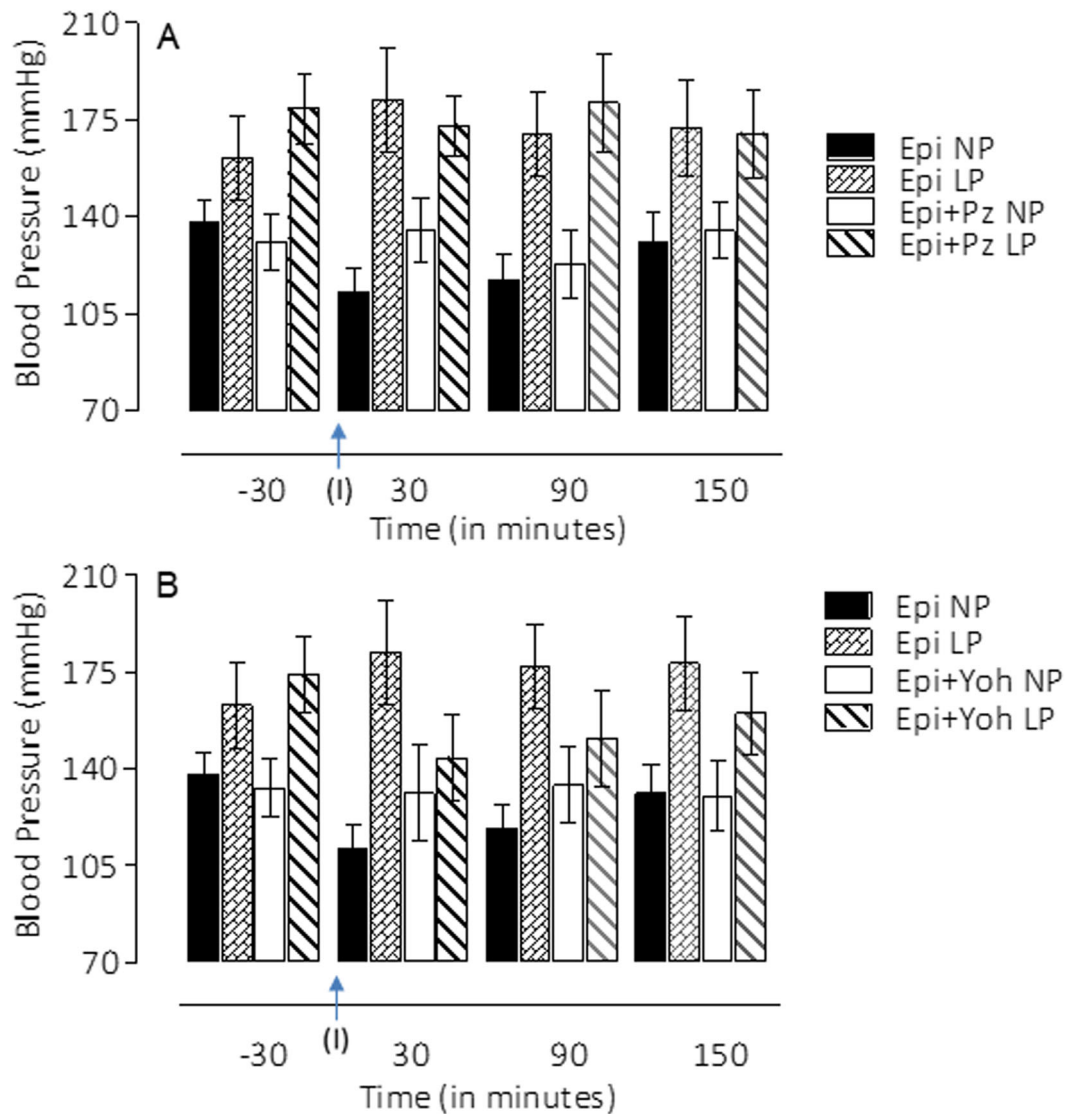 A
Blood Pressure (mmHg)
210
175
140
105
70
Epi NP
Epi LP
Epi+Pz NP
Epi+Pz LP
-30 (I) 30 90 150
Time (in minutes)
B
Blood Pressure (mmHg)
210
175
140
105
70
Epi NP
Epi LP
Epi+Yoh NP
Epi+Yoh LP
-30 (I) 30 90 150
Time (in minutes)